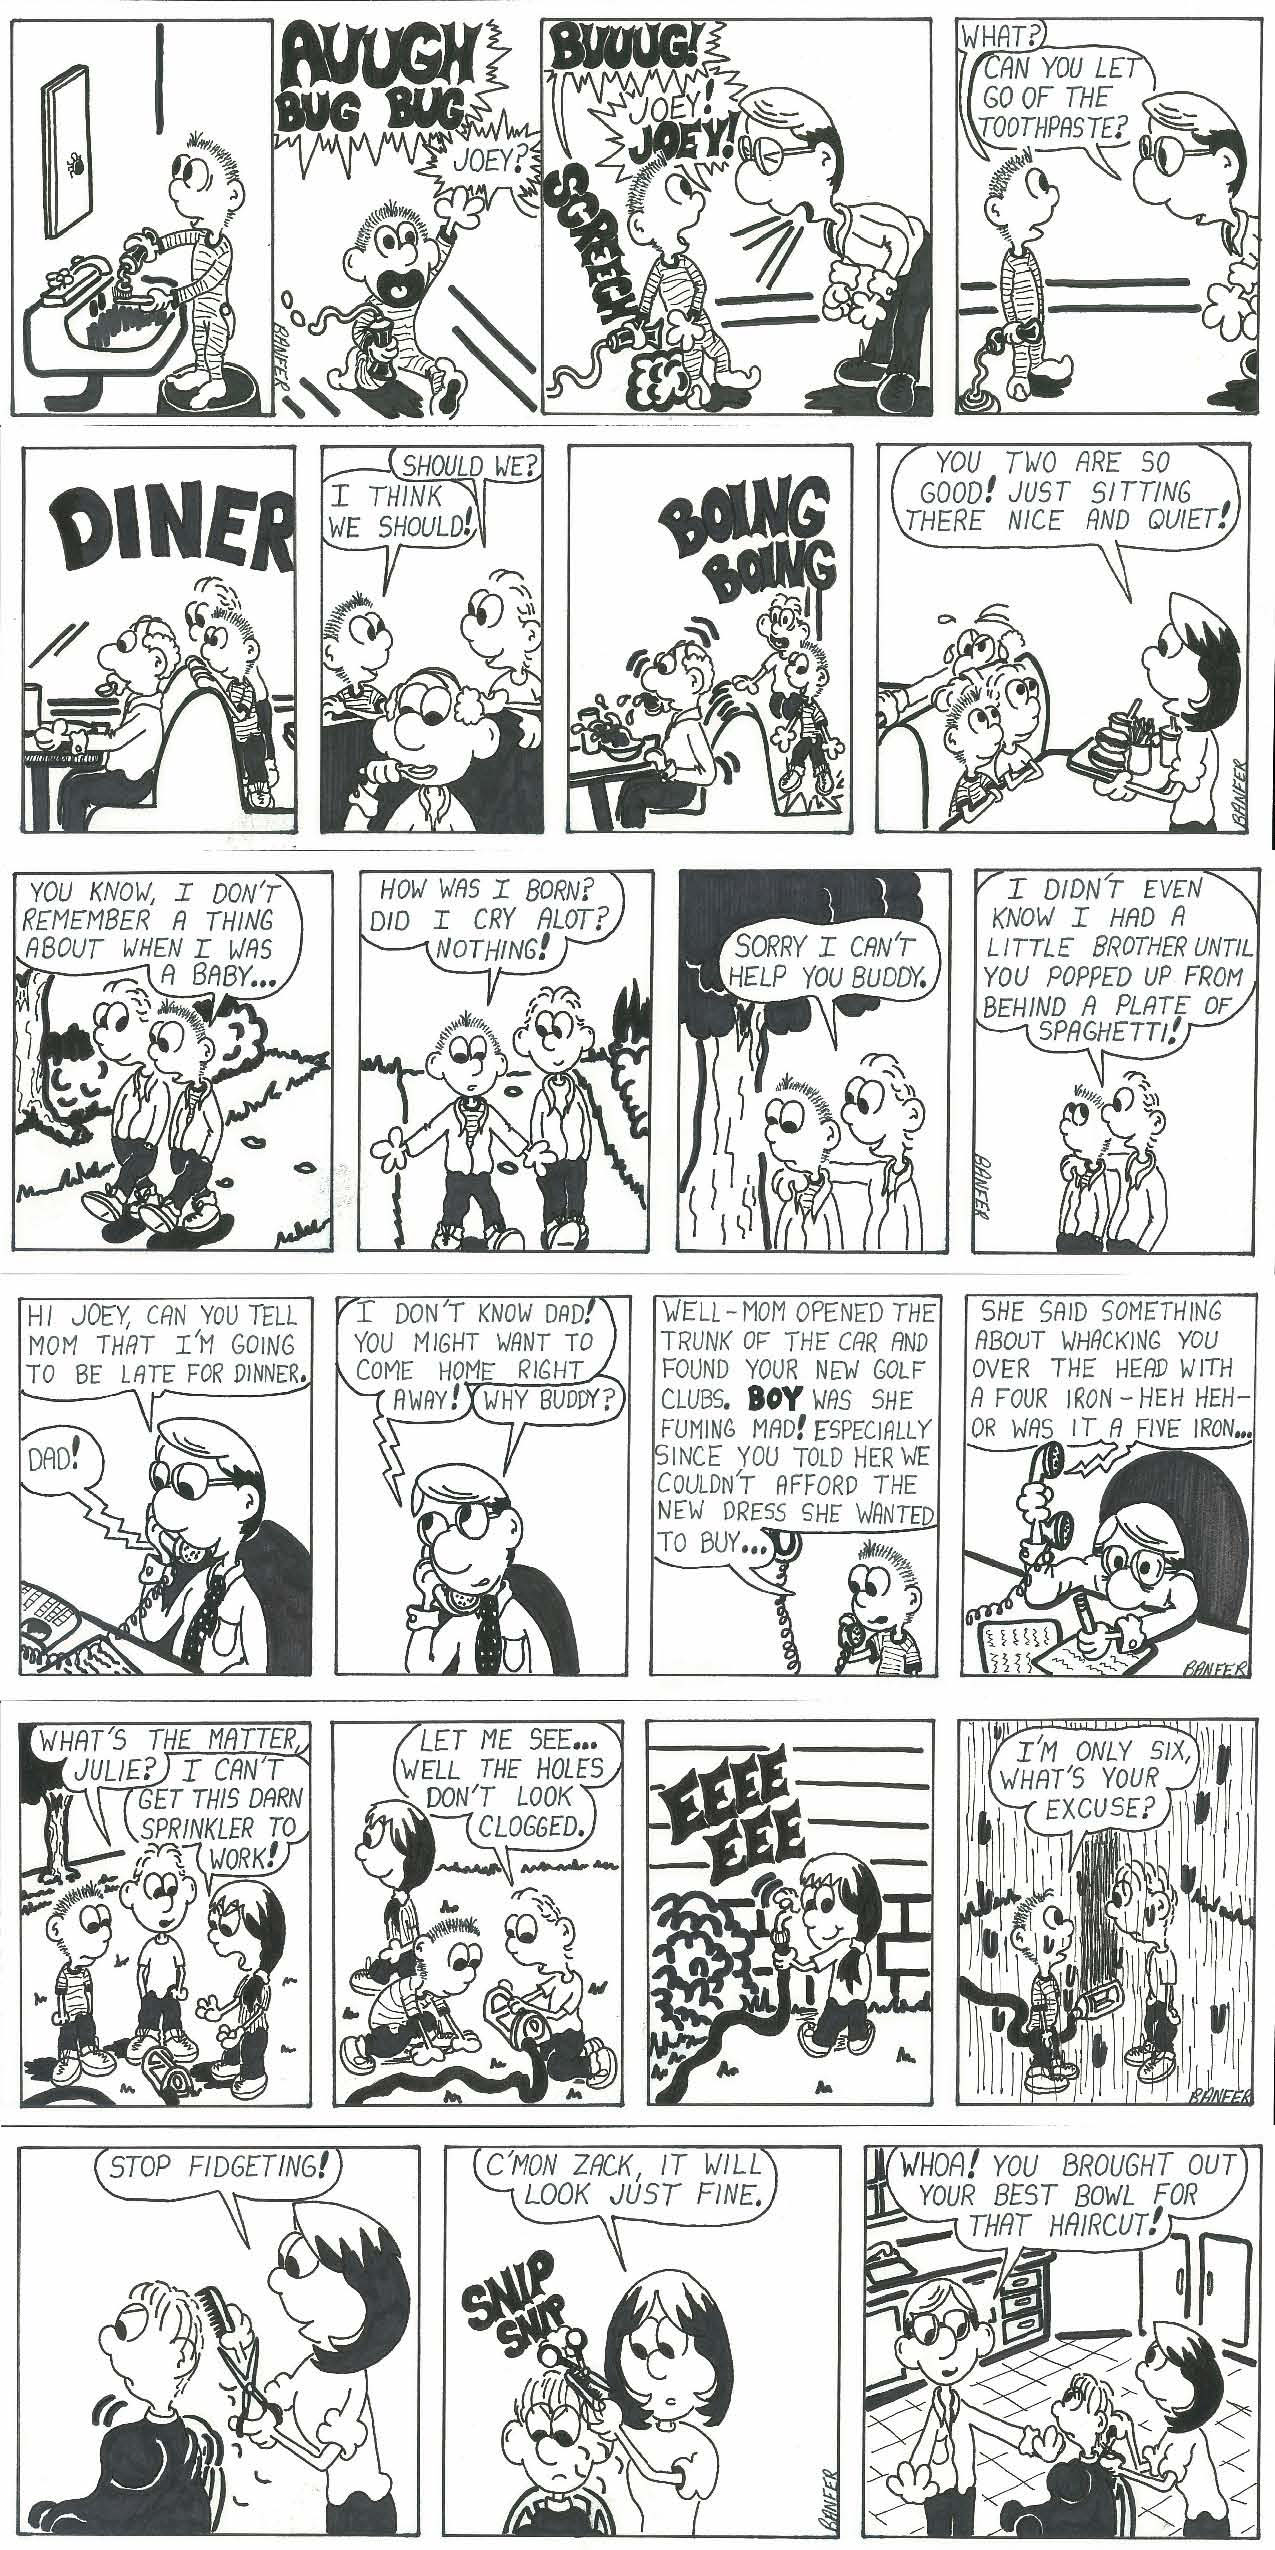 AUUGH
BUG BUG
JOEY?
BANFER
BUUUG!
JOEY!
JOEY!
SCREECH
WHAT?
CAN YOU LET
GO OF THE
TOOTHPASTE?
DINER
SHOULD WE?
I THINK
WE SHOULD!
BOING
BOING
YOU TWO ARE SO
GOOD! JUST SITTING
THERE NICE AND QUIET!
BANFER
YOU KNOW, I DON'T
REMEMBER A THING
ABOUT WHEN I WAS
A BABY...
HOW WAS I BORN?
DID I CRY ALOT?
NOTHING!
SORRY I CAN'T
HELP YOU BUDDY.
I DIDN'T EVEN
KNOW I HAD A
LITTLE BROTHER UNTIL
YOU POPPED UP FROM
BEHIND A PLATE OF
SPAGHETTI!
BANFER
HI JOEY, CAN YOU TELL
MOM THAT I'M GOING
TO BE LATE FOR DINNER.
DAD!
I DON'T KNOW DAD!
YOU MIGHT WANT TO
COME HOME RIGHT
AWAY!
WHY BUDDY?
WELL-MOM OPENED THE
TRUNK OF THE CAR AND
FOUND YOUR NEW GOLF
CLUBS. BOY WAS SHE
FUMING MAD! ESPECIALLY
SINCE YOU TOLD HER WE
COULDN'T AFFORD THE
NEW DRESS SHE WANTED
TO BUY...
SHE SAID SOMETHING
ABOUT WHACKING YOU
OVER THE HEAD WITH
A FOUR IRON-HEH HEH-
OR WAS IT A FIVE IRON...
BANFER
WHAT'S THE MATTER,
JULIE?
I CAN'T
GET THIS DARN
SPRINKLER TO
WORK!
LET ME SEE...
WELL THE HOLES
DON'T LOOK
CLOGGED.
EEEE
EEE
I'M ONLY SIX,
WHAT'S YOUR
EXCUSE?
BANFER
STOP FIDGETING!
C'MON ZACK, IT WILL
LOOK JUST FINE.
SNIP
SNIP
BANFER
WHOA! YOU BROUGHT OUT
YOUR BEST BOWL FOR
THAT HAIRCUT!